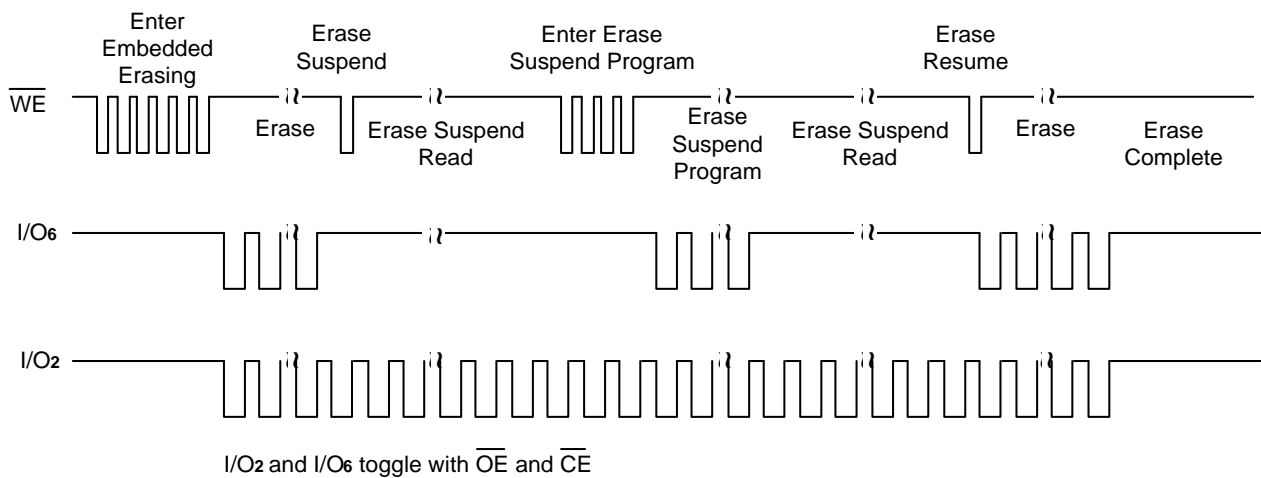 Enter
Embedded
Erasing
Erase
Suspend
Enter Erase
Suspend Program
Erase
Resume
WE
Erase
Erase Suspend
Read
Erase
Suspend
Program
Erase Suspend
Read
Erase
Erase
Complete
I/O6
I/O2
I/O2 and I/O6 toggle with OE and CE